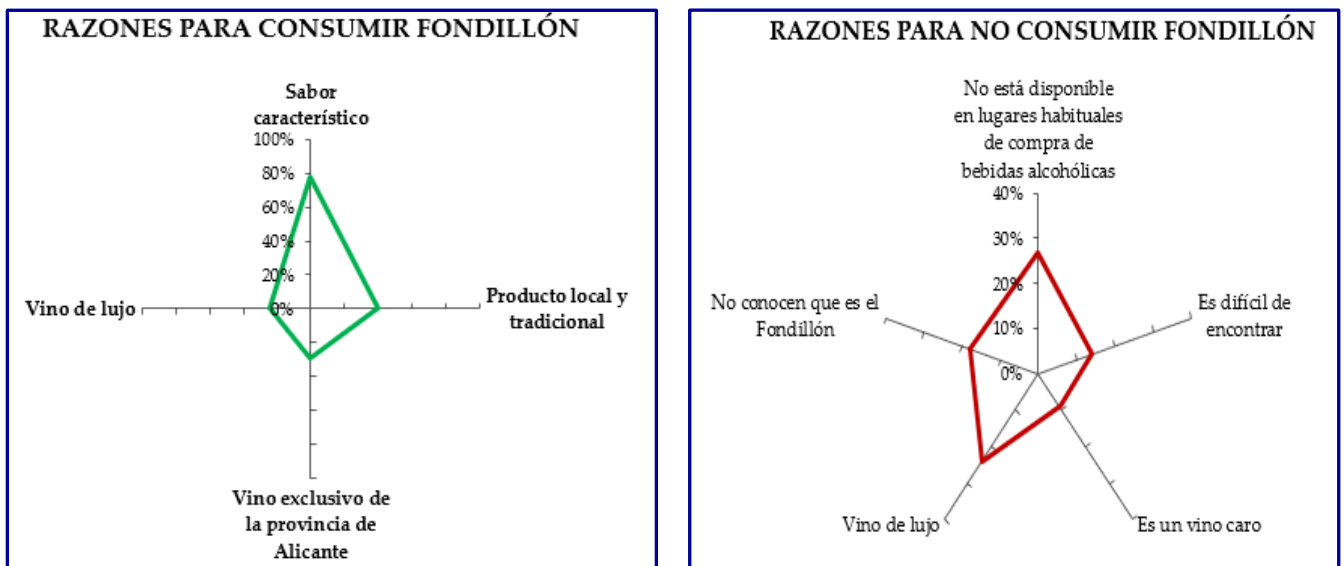 RAZONES PARA CONSUMIR FONDILLÓN
Sabor
característico
100%
80%
60%
40%
20%
0%
Vino de lujo
Producto local y
tradicional
Vino exclusivo de
la provincia de
Alicante
RAZONES PARA NO CONSUMIR FONDILLÓN
No está disponible
en lugares habituales
de compra de
bebidas alcohólicas
40%
30%
20%
10%
0%
No conocen que es el
Fondillón
Es difícil de
encontrar
Vino de lujo
Es un vino caro